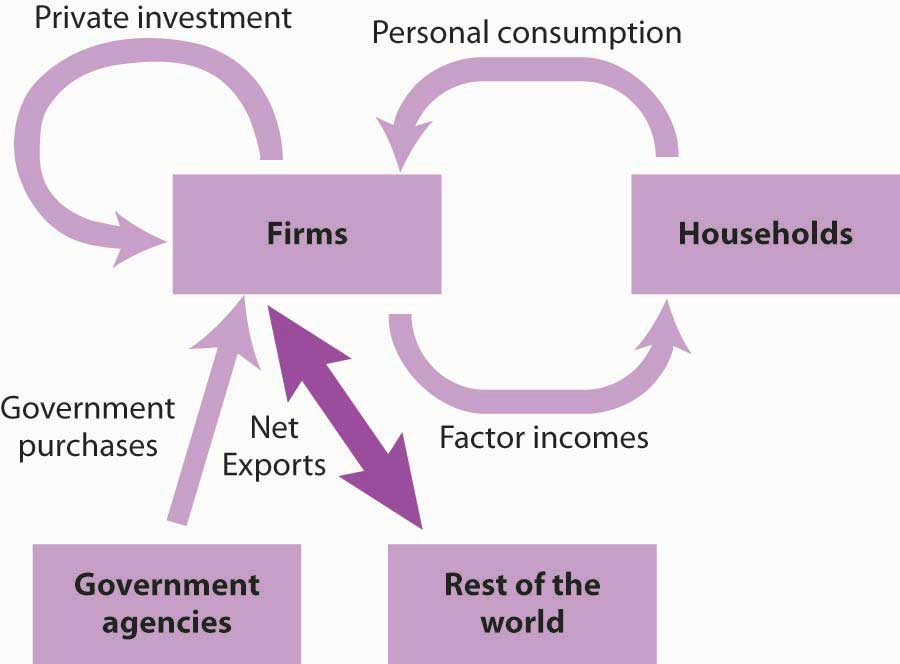 Private investment
Personal consumption
Firms
Households
Government
purchases
Net
Exports
Factor incomes
Government
agencies
Rest of the
world